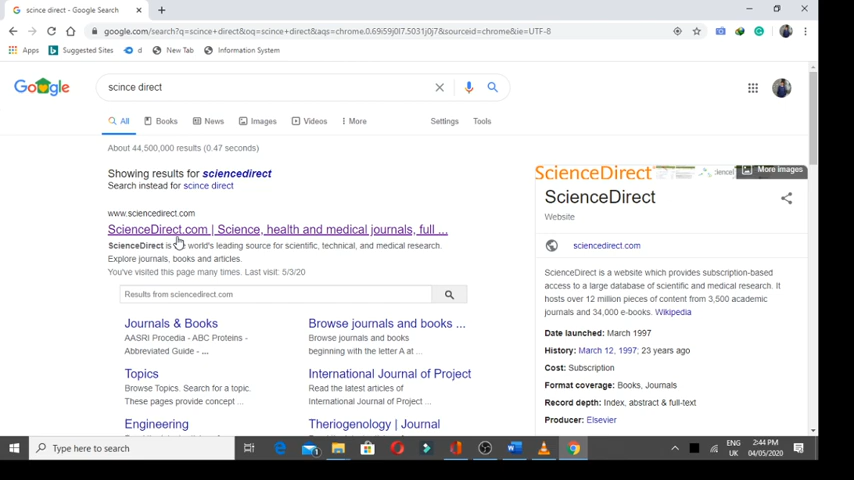 scince direct - Google Search
google.com/search?q=scince+direct&oq=scince+direct&aqs=chrome.0.69i59j0l7.5031j0j7&sourceid=chrome&ie=UTF-8
Apps Suggested Sites d New Tab Information System
Google scince direct
All Books News Images Videos More Settings Tools
About 44,500,000 results (0.47 seconds)
Showing results for sciencedirect
Search instead for scince direct
www.sciencedirect.com
ScienceDirect.com | Science, health and medical journals, full ...
ScienceDirect is world's leading source for scientific, technical, and medical research.
Explore journals, books and articles.
You've visited this page many times. Last visit: 5/3/20
Results from sciencedirect.com
Journals & Books
AASRI Procedia - ABC Proteins -
Abbreviated Guide - ...
Browse journals and books ...
Browse journals and books
beginning with the letter A at ...
Topics
Browse Topics. Search for a topic.
These pages provide concept ...
International Journal of Project
Read the latest articles of
International Journal of Project ...
Engineering
Theriogenology | Journal
ScienceDirect
More images
ScienceDirect
Website
sciencedirect.com
ScienceDirect is a website which provides subscription-based
access to a large database of scientific and medical research. It
hosts over 12 million pieces of content from 3,500 academic
journals and 34,000 e-books. Wikipedia
Date launched: March 1997
History: March 12, 1997; 23 years ago
Cost: Subscription
Format coverage: Books, Journals
Record depth: Index, abstract & full-text
Producer: Elsevier
Type here to search
ENG
UK
2:44 PM
04/05/2020